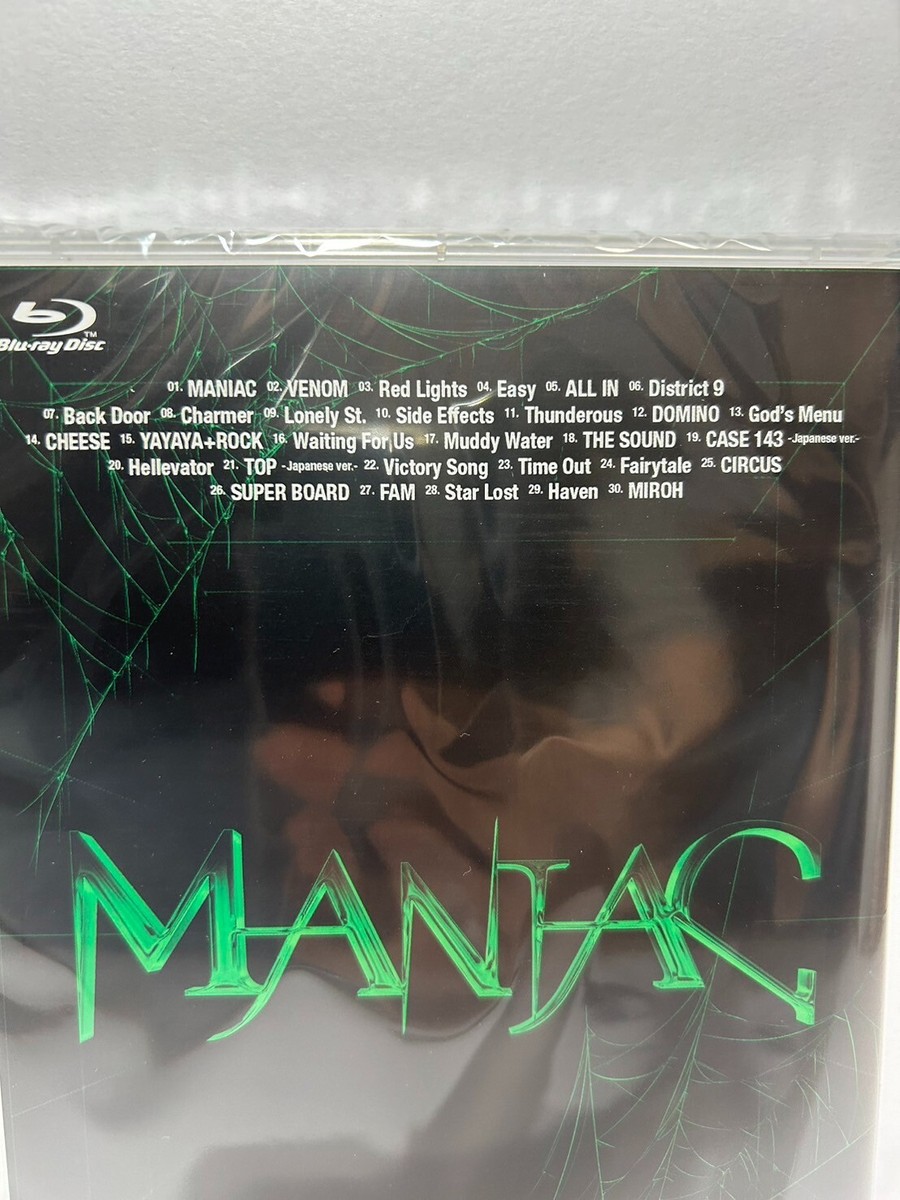 Blu-ray Disc TM
01. MANIAC 02. VENOM 03. Red Lights 04. Easy 05. ALL IN 06. District 9
07. Back Door 08. Charmer 09. Lonely St. 10. Side Effects 11. Thunderous 12. DOMINO 13. God's Menu
14. CHEESE 15. YAYAYA+ROCK 16. Waiting For Us 17. Muddy Water 18. THE SOUND 19. CASE 143 -Japanese ver.-
20. Hellevator 21. TOP -Japanese ver.- 22. Victory Song 23. Time Out 24. Fairytale 25. CIRCUS
26. SUPER BOARD 27. FAM 28. Star Lost 29. Haven 30. MIROH
MANIAC